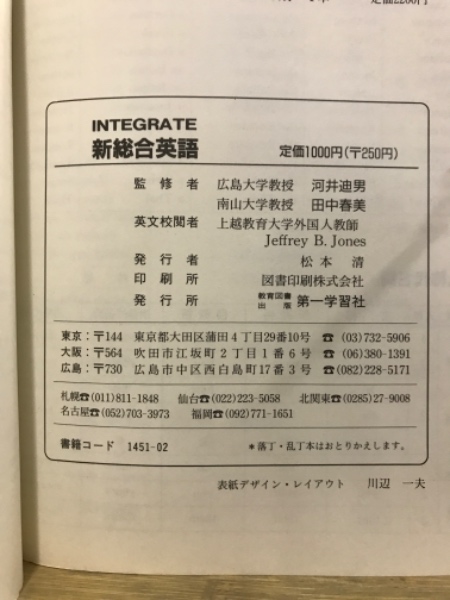 定価2200円
INTEGRATE
新総合英語 定価1000円(〒250円)
監修者 広島大学教授 河井迪男
南山大学教授 田中春美
英文校閲者 上越教育大学外国人教師
Jeffrey B. Jones
発行者 松本 清
印刷所 図書印刷株式会社
発行所 教育図書出版 第一学習社
東京：〒144 東京都大田区蒲田4丁目29番10号 ☎ (03)732-5906
大阪：〒564 吹田市江坂町2丁目1番6号 ☎ (06)380-1391
広島：〒730 広島市中区西白島町17番3号 ☎ (082)228-5171
札幌☎(011)811-1848 仙台☎(022)223-5058 北関東☎(0285)27-9008
名古屋☎(052)703-3973 福岡☎(092)771-1651
書籍コード 1451-02 *落丁・乱丁本はおとりかえします。
表紙デザイン・レイアウト 川辺 一夫